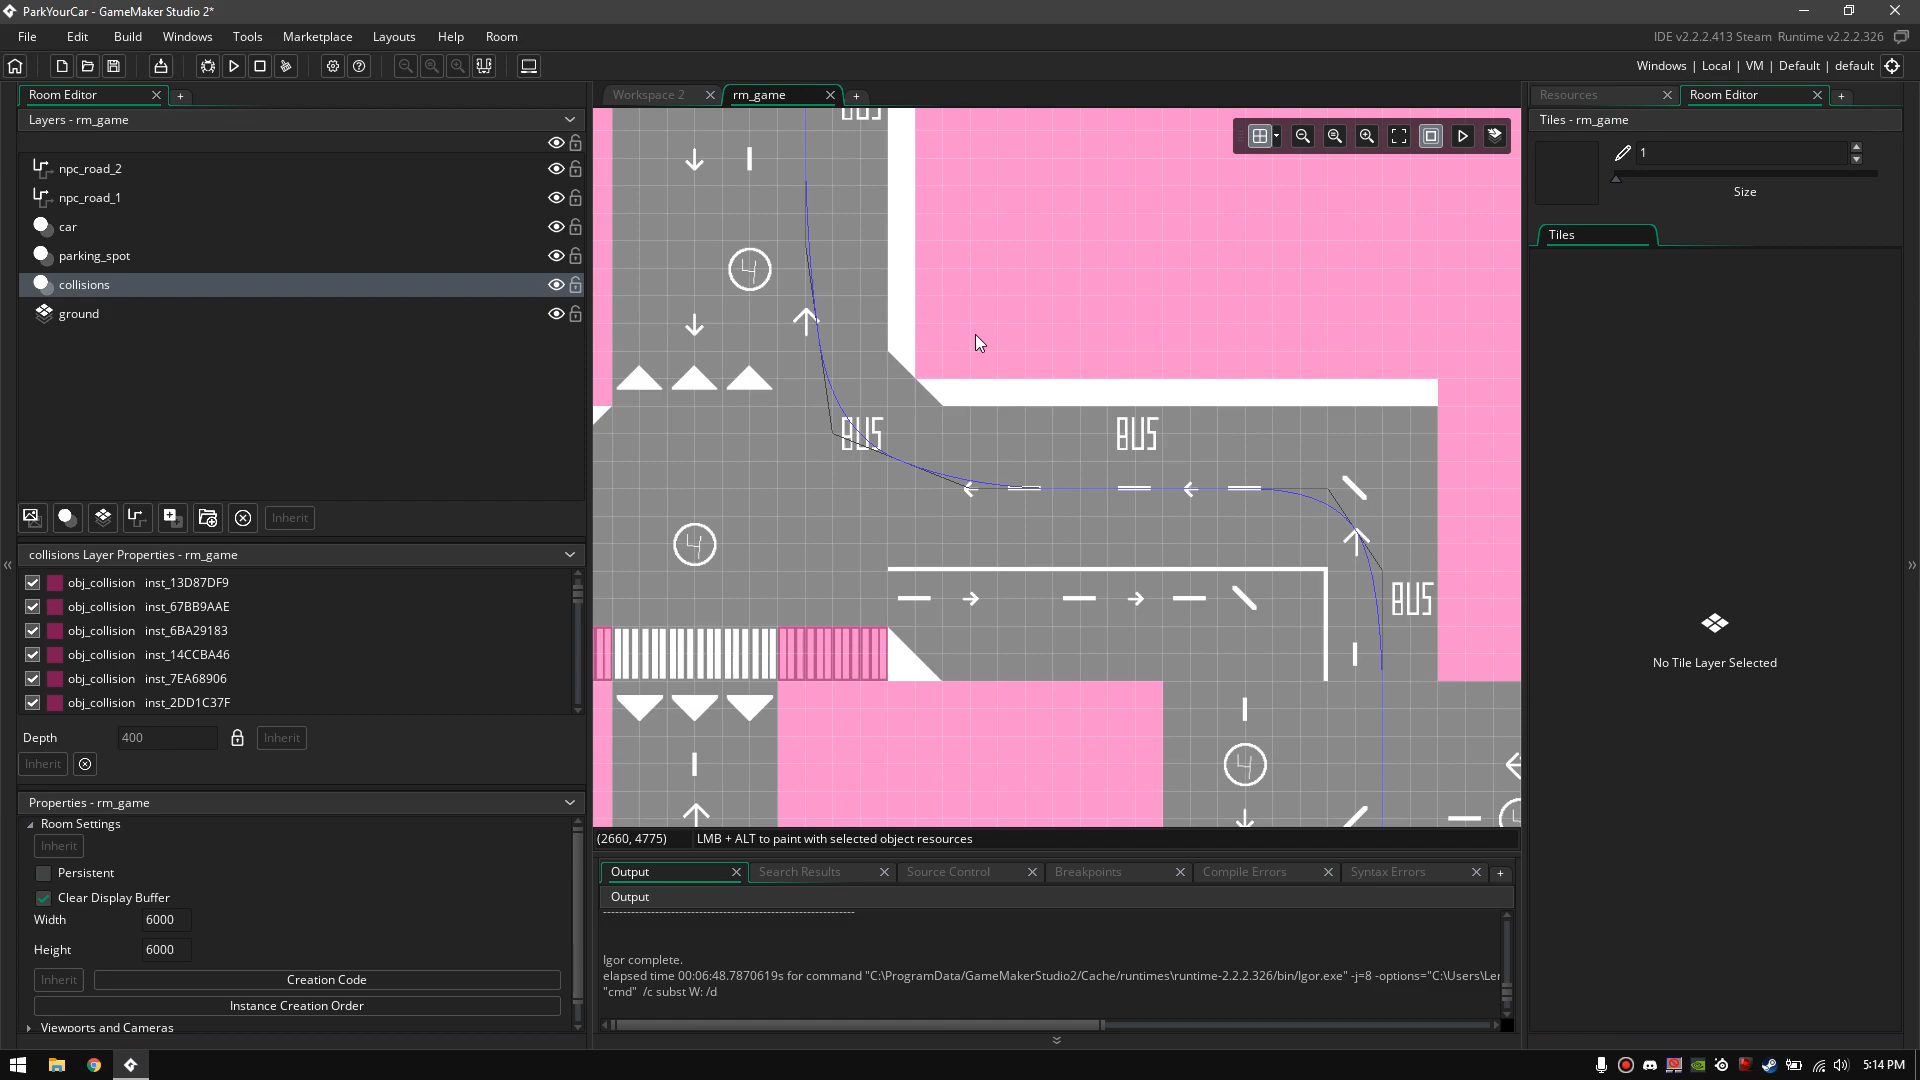 ParkYourCar - GameMaker Studio 2*
File Edit Build Windows Tools Marketplace Layouts Help Room
IDE v2.2.2.413 Steam Runtime v2.2.2.326
Windows | Local | VM | Default | default
Room Editor
Layers - rm_game
npc_road_2
npc_road_1
car
parking_spot
collisions
ground
Inherit
collisions Layer Properties - rm_game
obj_collision inst_13D87DF9
obj_collision inst_67BB9AAE
obj_collision inst_6BA29183
obj_collision inst_14CCBA46
obj_collision inst_7EA68906
obj_collision inst_2DD1C37F
Depth 400 Inherit
Inherit
Properties - rm_game
Room Settings
Inherit
Persistent
Clear Display Buffer
Width 6000
Height 6000
Inherit Creation Code
Instance Creation Order
Viewports and Cameras
Workspace 2 rm_game
BUS
4
BUS BUS
4
BUS
4
(2660, 4775) LMB + ALT to paint with selected object resources
Output Search Results Source Control Breakpoints Compile Errors Syntax Errors
Output
Igor complete.
elapsed time 00:06:48.7870619s for command "C:\ProgramData/GameMakerStudio2/Cache/runtimes\runtime-2.2.2.326/bin/Igor.exe" -j=8 -options="C:\Users\Ler
"cmd" /c subst W: /d
Resources Room Editor
Tiles - rm_game
1
Size
Tiles
No Tile Layer Selected
5:14 PM